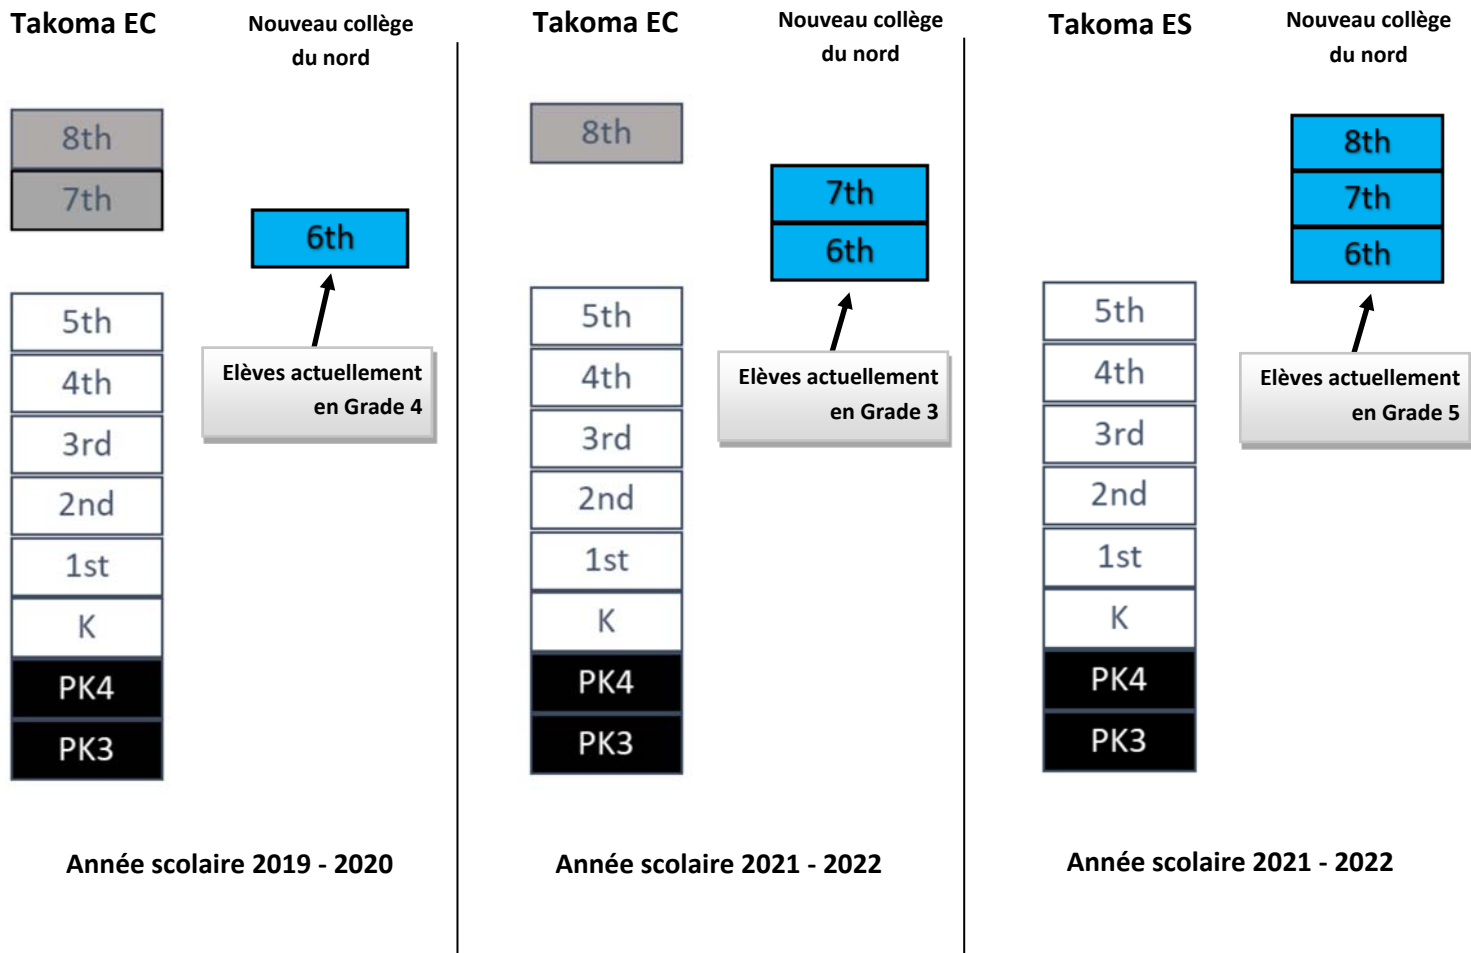 Takoma EC
Nouveau collège
du nord
8th
7th
6th
5th
4th
3rd
2nd
1st
K
PK4
PK3
Elèves actuellement
en Grade 4
Année scolaire 2019 - 2020
Takoma EC
Nouveau collège
du nord
8th
7th
6th
5th
4th
3rd
2nd
1st
K
PK4
PK3
Elèves actuellement
en Grade 3
Année scolaire 2021 - 2022
Takoma ES
Nouveau collège
du nord
8th
7th
6th
5th
4th
3rd
2nd
1st
K
PK4
PK3
Elèves actuellement
en Grade 5
Année scolaire 2021 - 2022